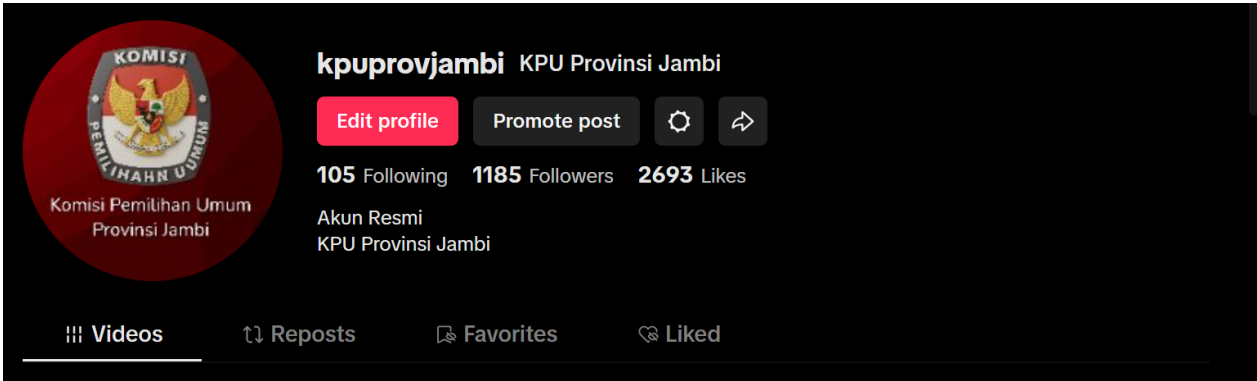 KOMISI
PEMILIHAHN UUMUM
Komisi Pemilihan Umum
Provinsi Jambi
kpuprovjambi KPU Provinsi Jambi
Edit profile Promote post
105 Following 1185 Followers 2693 Likes
Akun Resmi
KPU Provinsi Jambi
Videos Reposts Favorites Liked